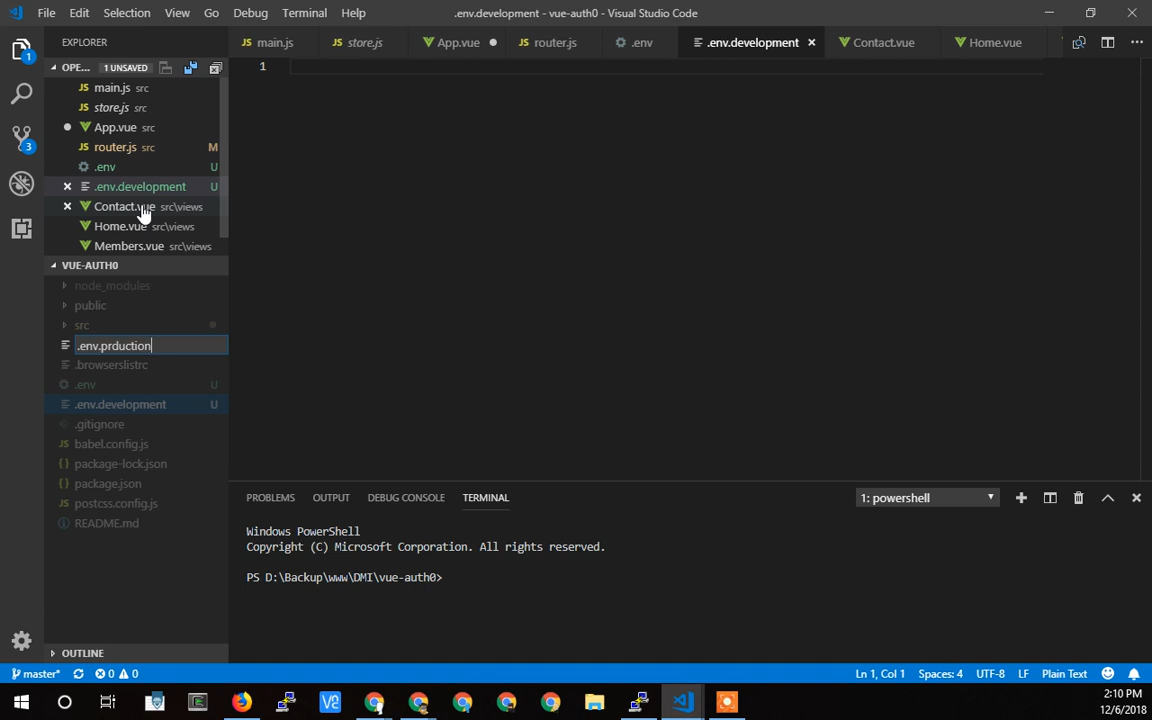 File Edit Selection View Go Debug Terminal Help .env.development - vue-auth0 - Visual Studio Code
EXPLORER
main.js store.js App.vue router.js .env .env.development Contact.vue Home.vue
OPE... 1 UNSAVED
1
JS main.js src
JS store.js src
App.vue src
JS router.js src M
.env U
.env.development U
Contact.vue src\views
Home.vue src\views
Members.vue src\views
VUE-AUTH0
node_modules
public
src
.env.prduction
.browserslistrc
.env U
.env.development U
.gitignore
JS babel.config.js
{} package-lock.json
{} package.json
JS postcss.config.js
README.md
OUTLINE
PROBLEMS OUTPUT DEBUG CONSOLE TERMINAL 1: powershell
Windows PowerShell
Copyright (C) Microsoft Corporation. All rights reserved.
PS D:\Backup\www\DMI\vue-auth0>
master* 0 0 Ln 1, Col 1 Spaces: 4 UTF-8 LF Plain Text
2:10 PM
12/6/2018